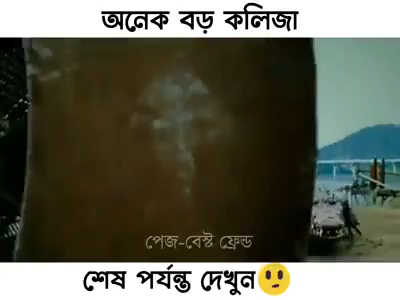 অনেক বড় কলিজা
পেজ-বেস্ট ফ্রেন্ড
শেষ পর্যন্ত দেখুন🙂